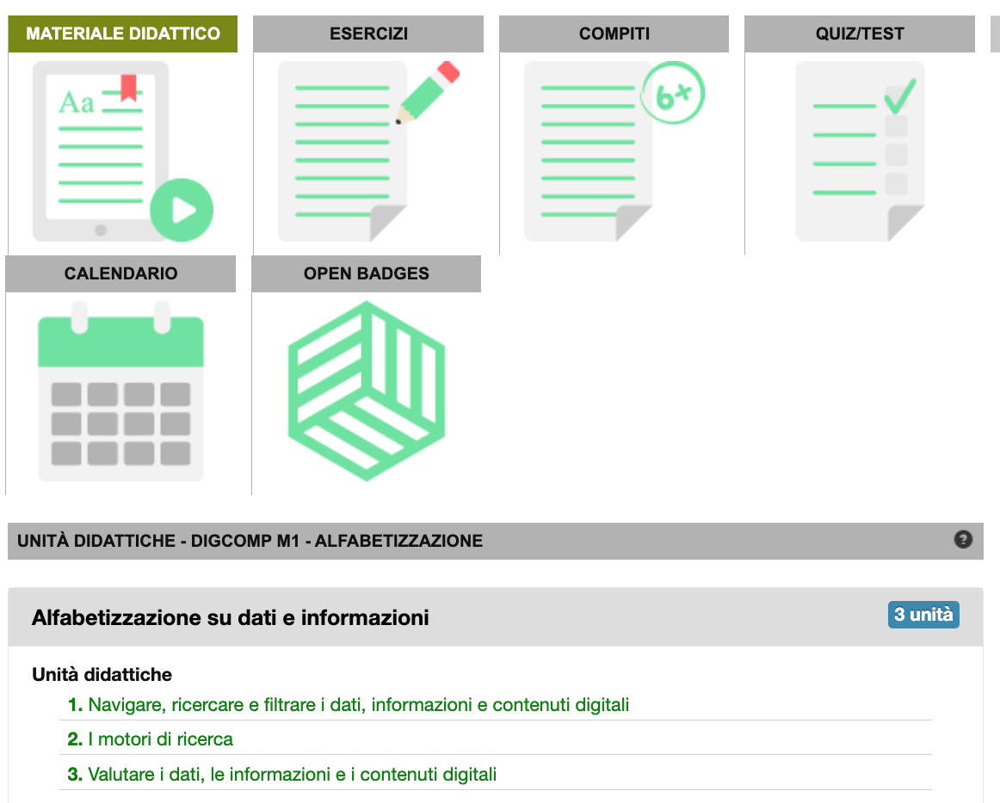 MATERIALE DIDATTICO
ESERCIZI
COMPITI
QUIZ/TEST
Aa
6+
CALENDARIO
OPEN BADGES
UNITÀ DIDATTICHE - DIGCOMP M1 - ALFABETIZZAZIONE
?
Alfabetizzazione su dati e informazioni
3 unità
Unità didattiche
1. Navigare, ricercare e filtrare i dati, informazioni e contenuti digitali
2. I motori di ricerca
3. Valutare i dati, le informazioni e i contenuti digitali